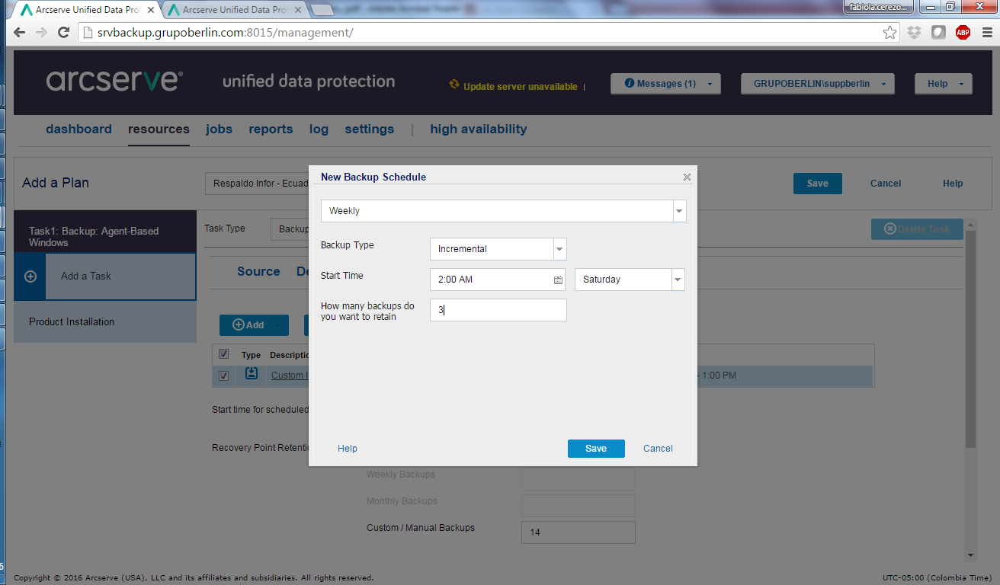 Arcserve Unified Data Pro
Arcserve Unified Data Pro
fabiola.cerezo...
srvbackup.grupoberlin.com:8015/management/
ABP
arcserve®
unified data protection
Update server unavailable |
Messages (1)
GRUPOBERLIN\suppberlin
Help
dashboard
resources
jobs
reports
log
settings
|
high availability
Add a Plan
Respaldo Infor - Ecuad
Save
Cancel
Help
Task1: Backup: Agent-Based
Windows
Add a Task
Product Installation
Task Type
Backup
Delete Task
Source
De
Add
Type
Descriptio
Custom I
- 1:00 PM
Start time for scheduled
Recovery Point Retentio
New Backup Schedule
Weekly
Backup Type
Incremental
Start Time
2:00 AM
Saturday
How many backups do
you want to retain
3
Help
Save
Cancel
Weekly Backups
Monthly Backups
Custom / Manual Backups
14
Copyright © 2016 Arcserve (USA), LLC and its affiliates and subsidiaries. All rights reserved.
UTC-05:00 (Colombia Time)